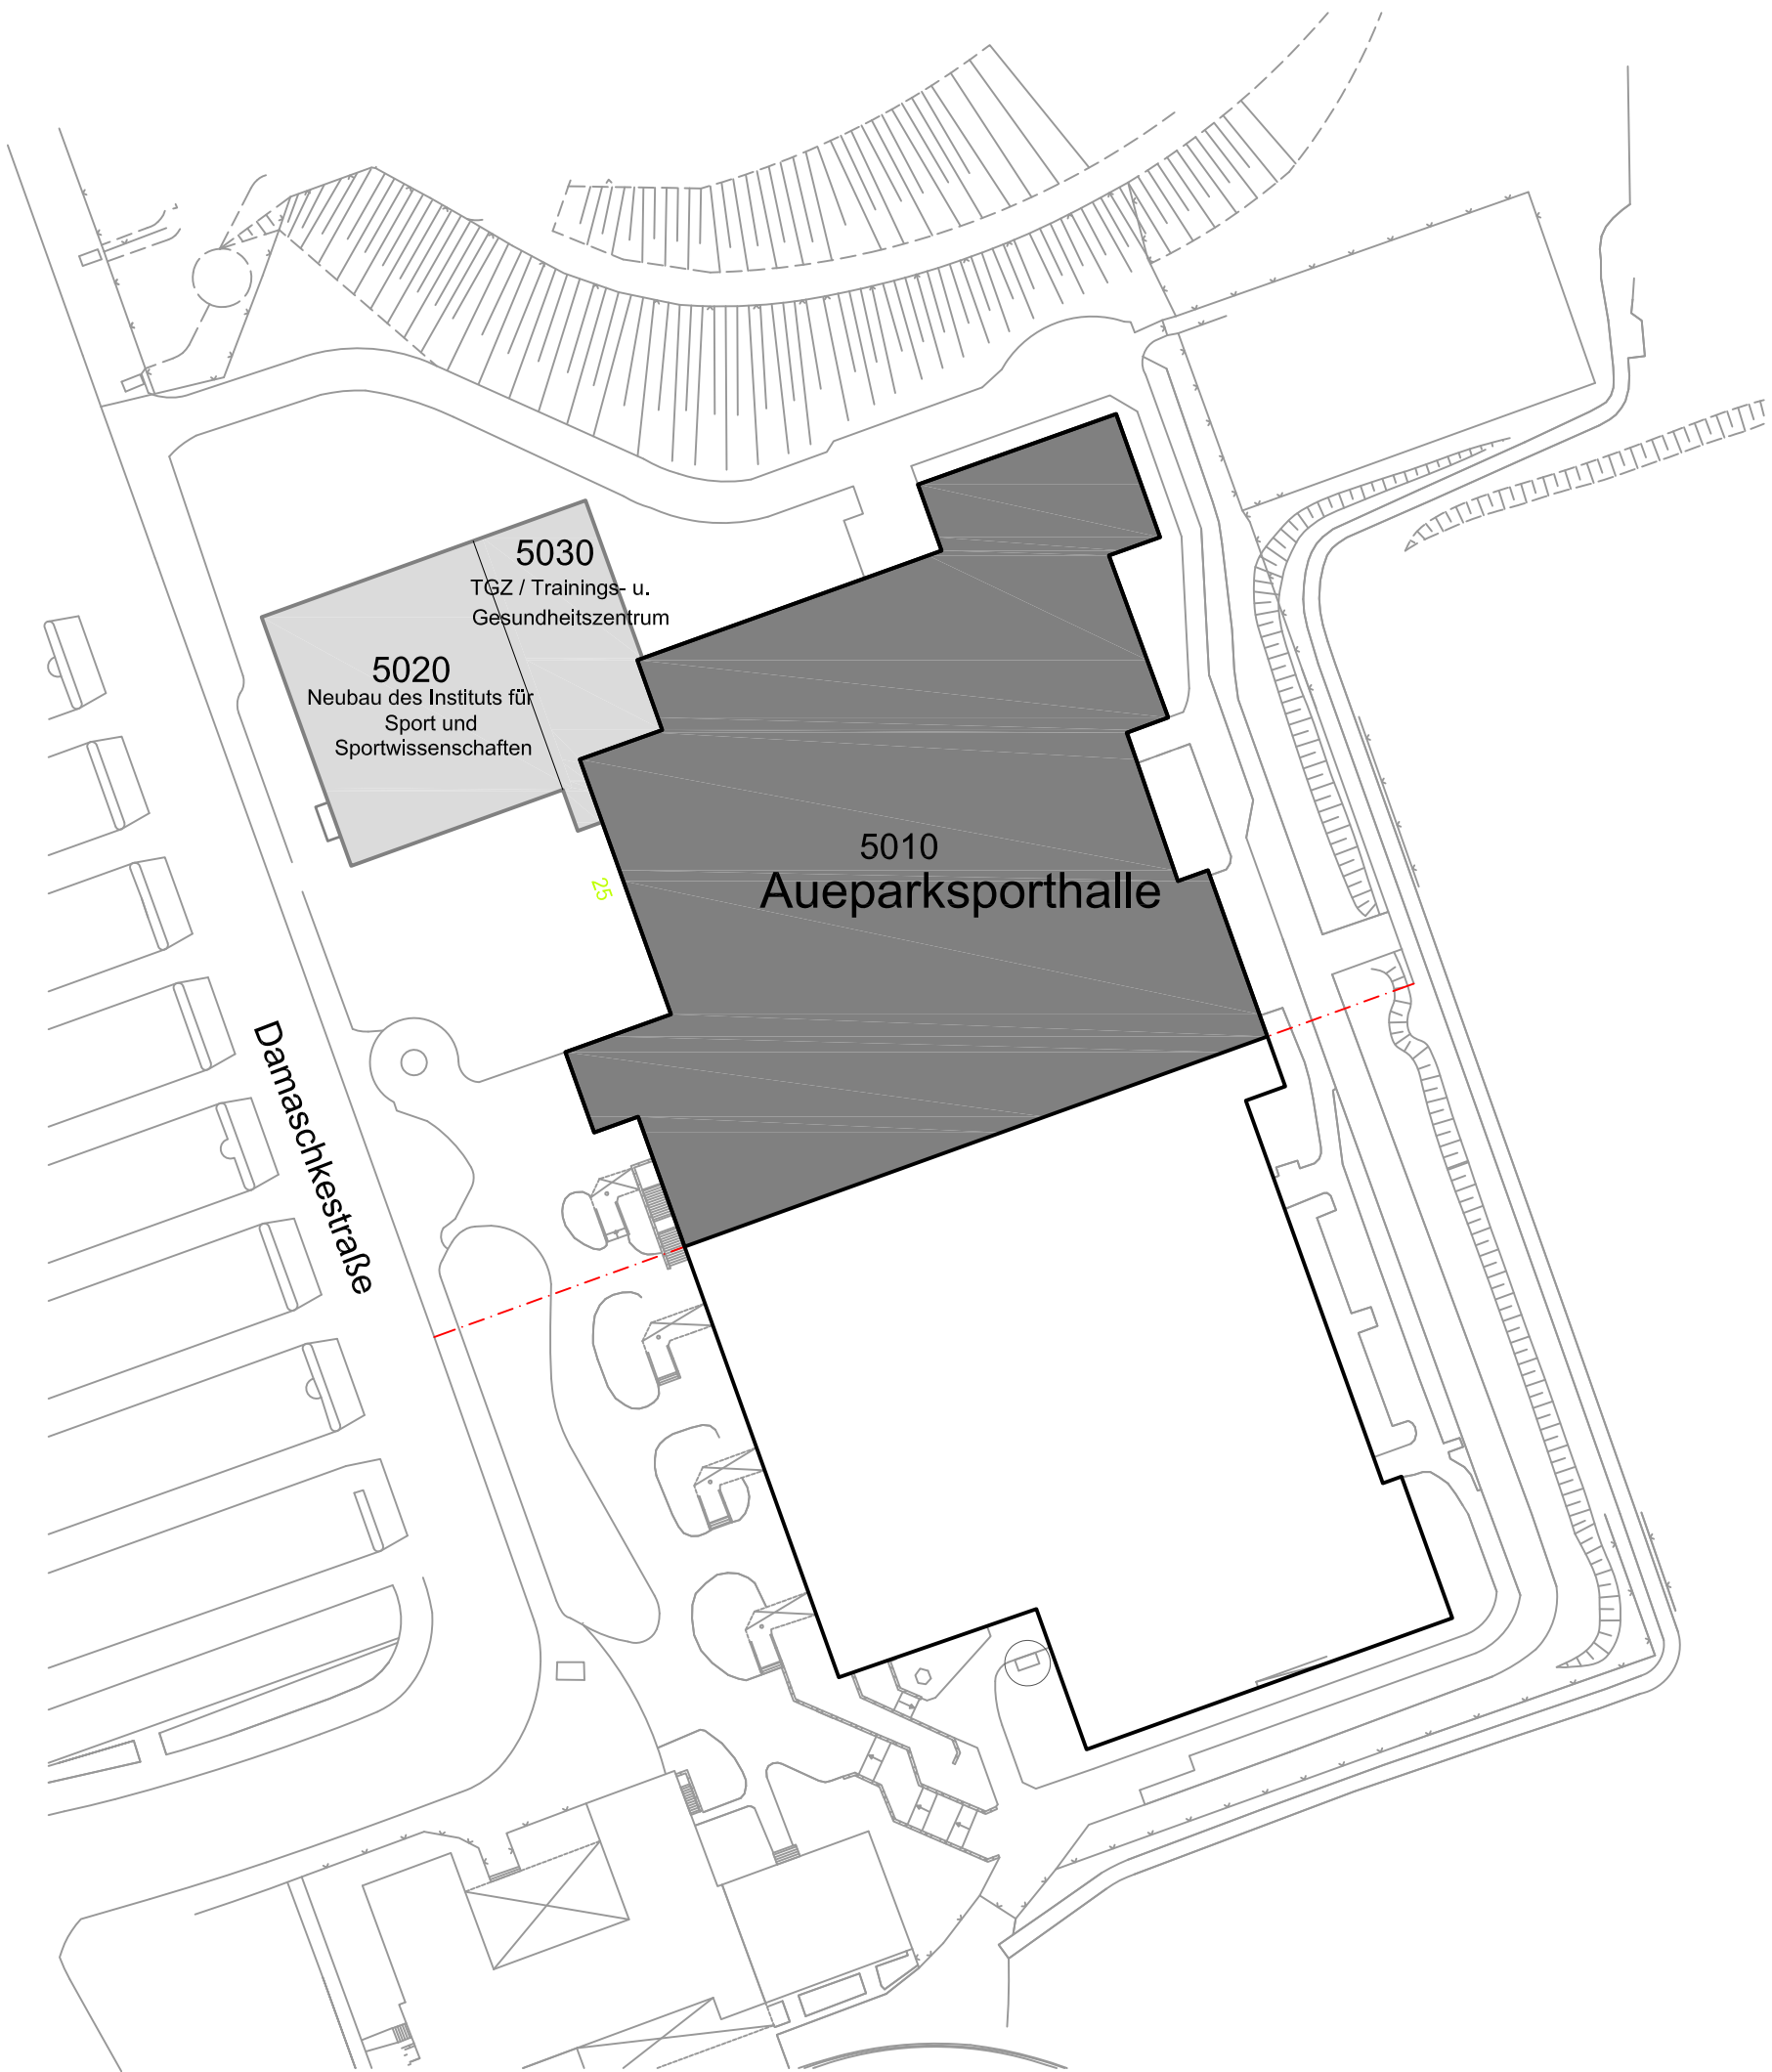 5030
TGZ / Trainings- u.
Gesundheitszentrum
5020
Neubau des Instituts für
Sport und
Sportwissenschaften
5010
Aueparksporthalle
25
Damaschkestraße